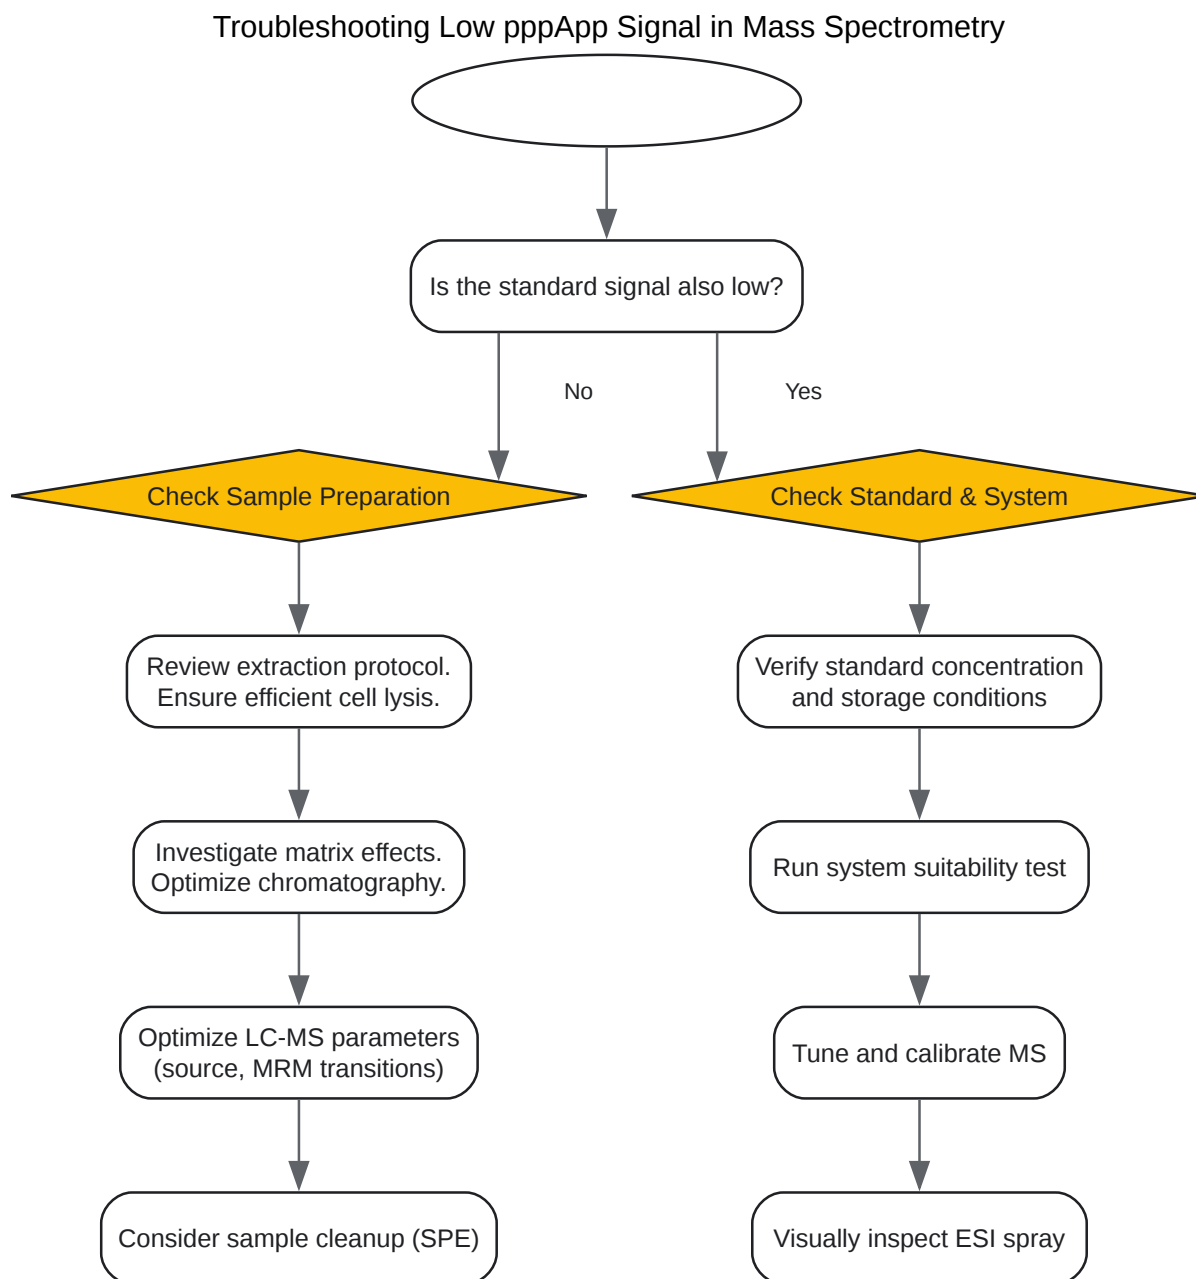 Troubleshooting Low pppApp Signal in Mass Spectrometry
Is the standard signal also low?
No
Yes
Check Sample Preparation
Check Standard & System
Review extraction protocol.
Ensure efficient cell lysis.
Verify standard concentration
and storage conditions
Investigate matrix effects.
Optimize chromatography.
Run system suitability test
Optimize LC-MS parameters
(source, MRM transitions)
Tune and calibrate MS
Consider sample cleanup (SPE)
Visually inspect ESI spray